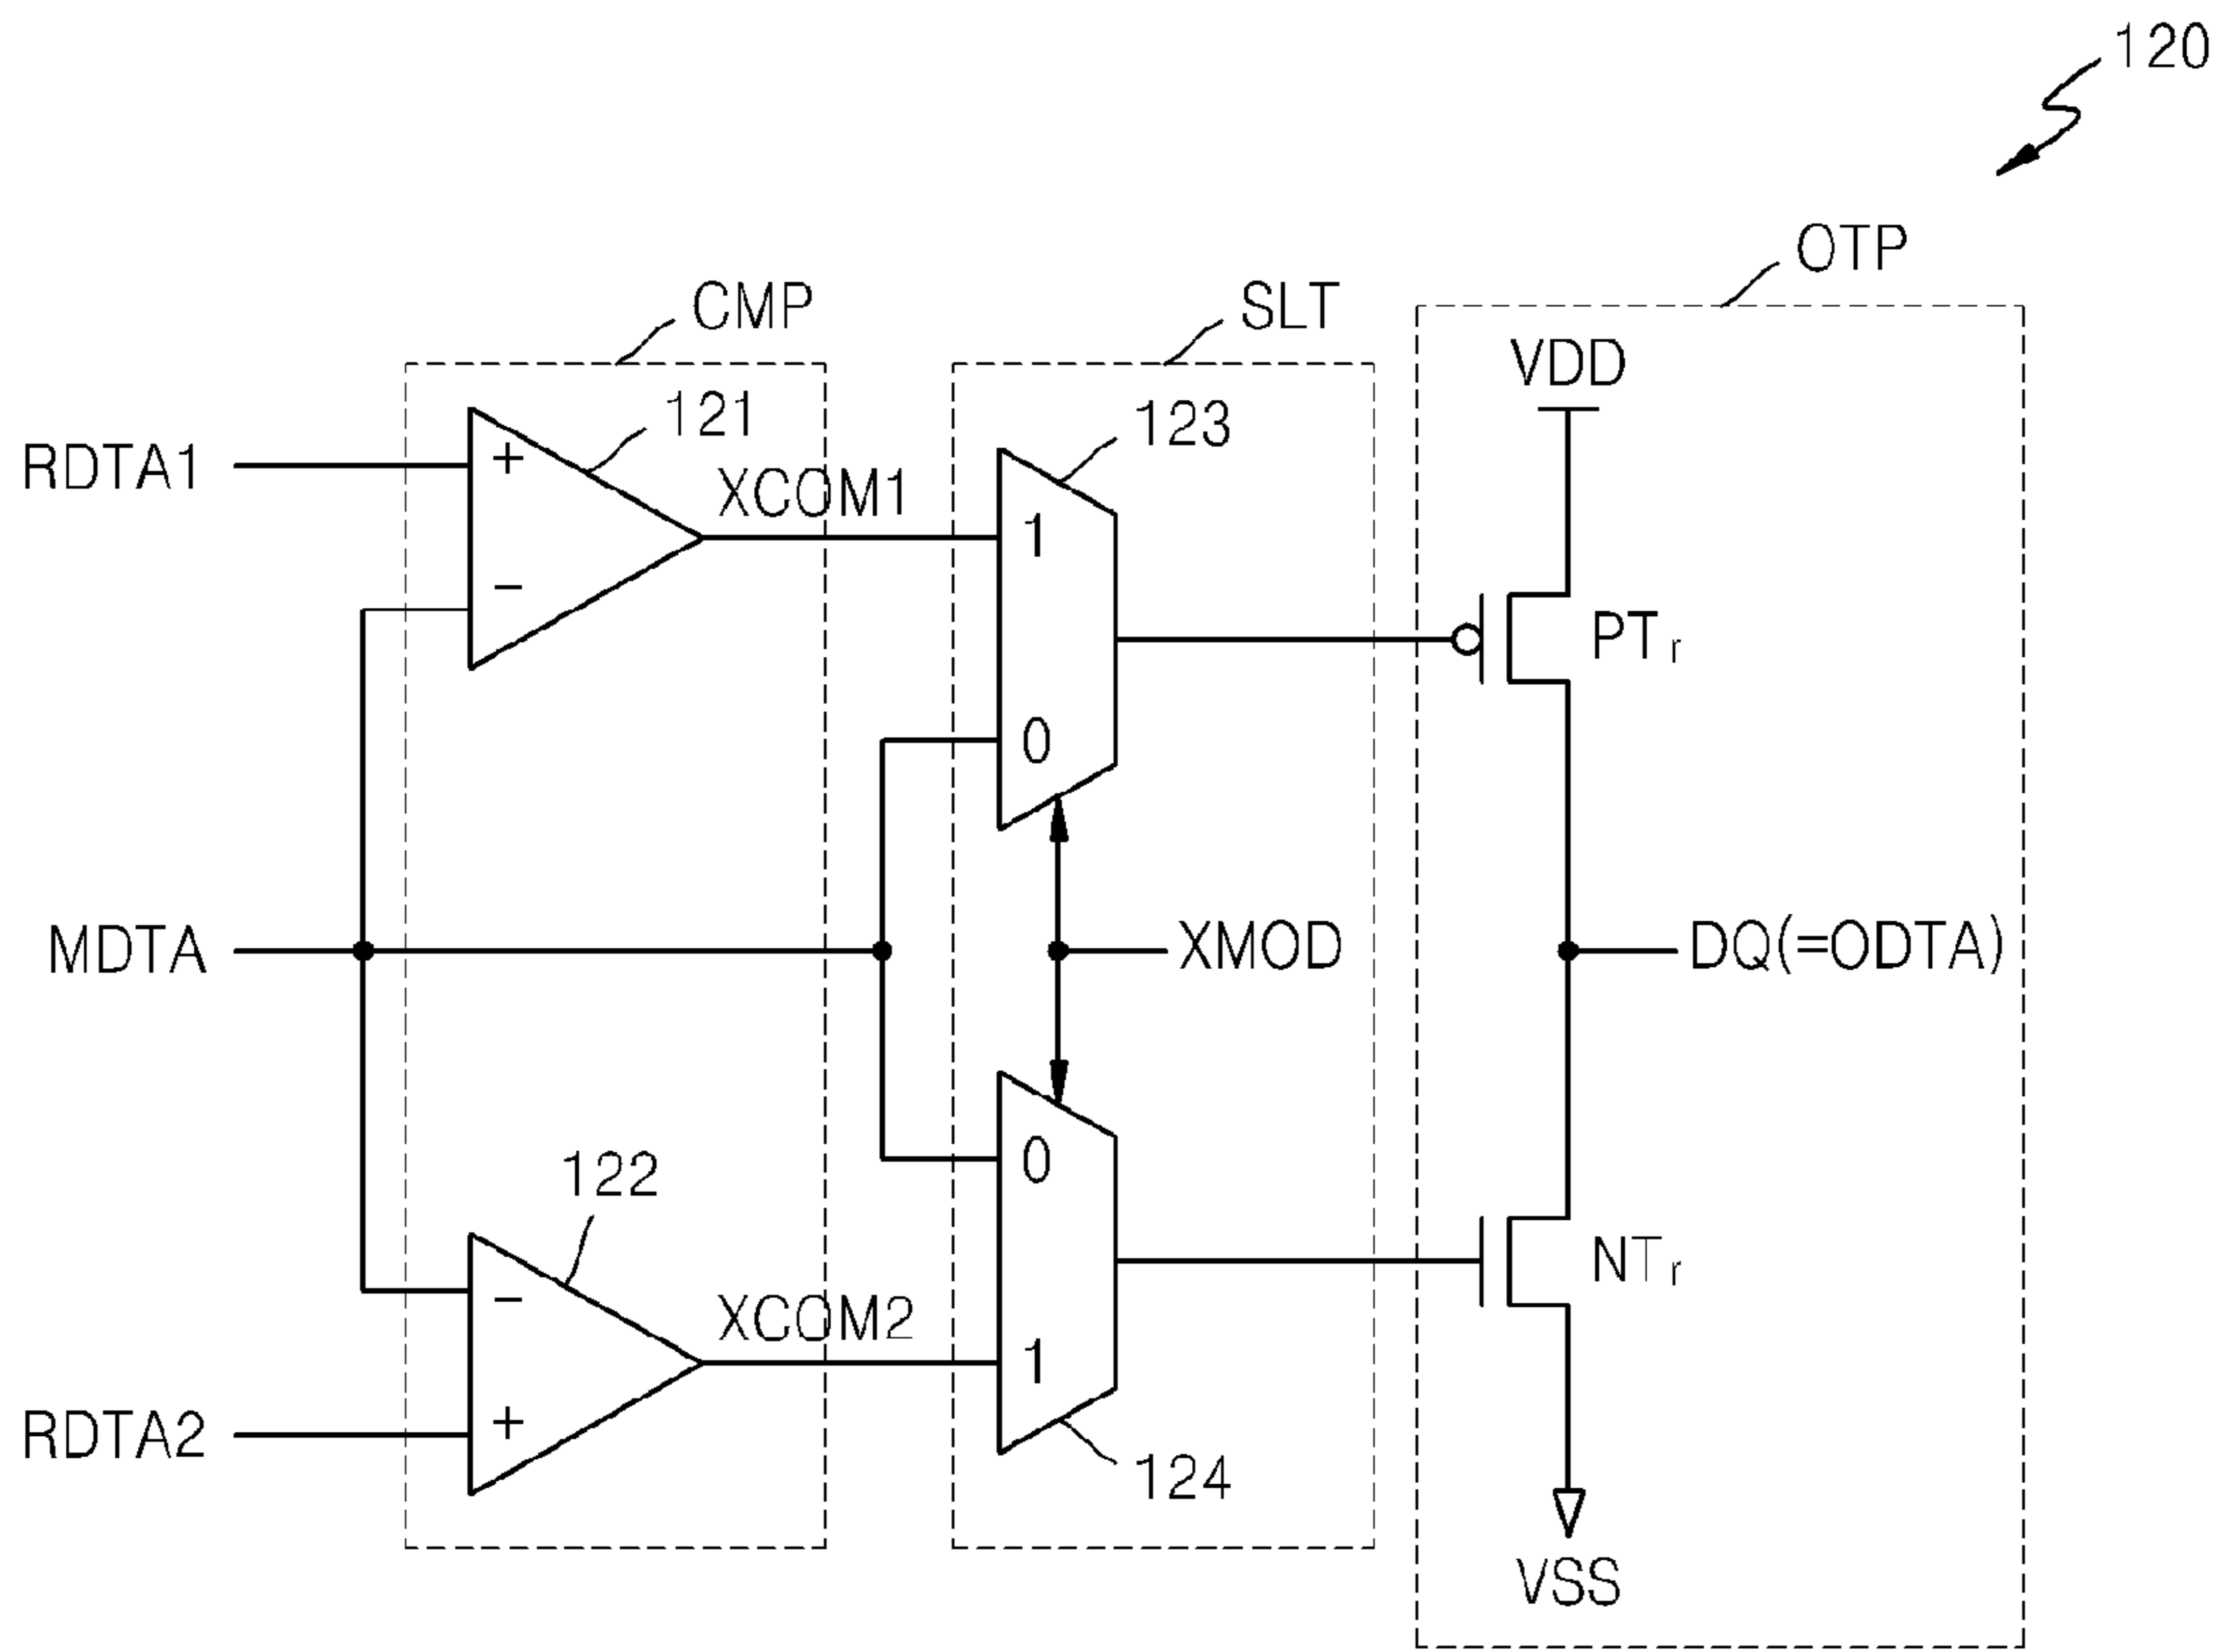 120
OTP
CMP
SLT
VDD
121
123
RDTA1
+
XCOM1
1
−
PTr
0
MDTA
XMOD
DQ(=ODTA)
0
122
NTr
−
XCOM2
1
RDTA2
+
124
VSS